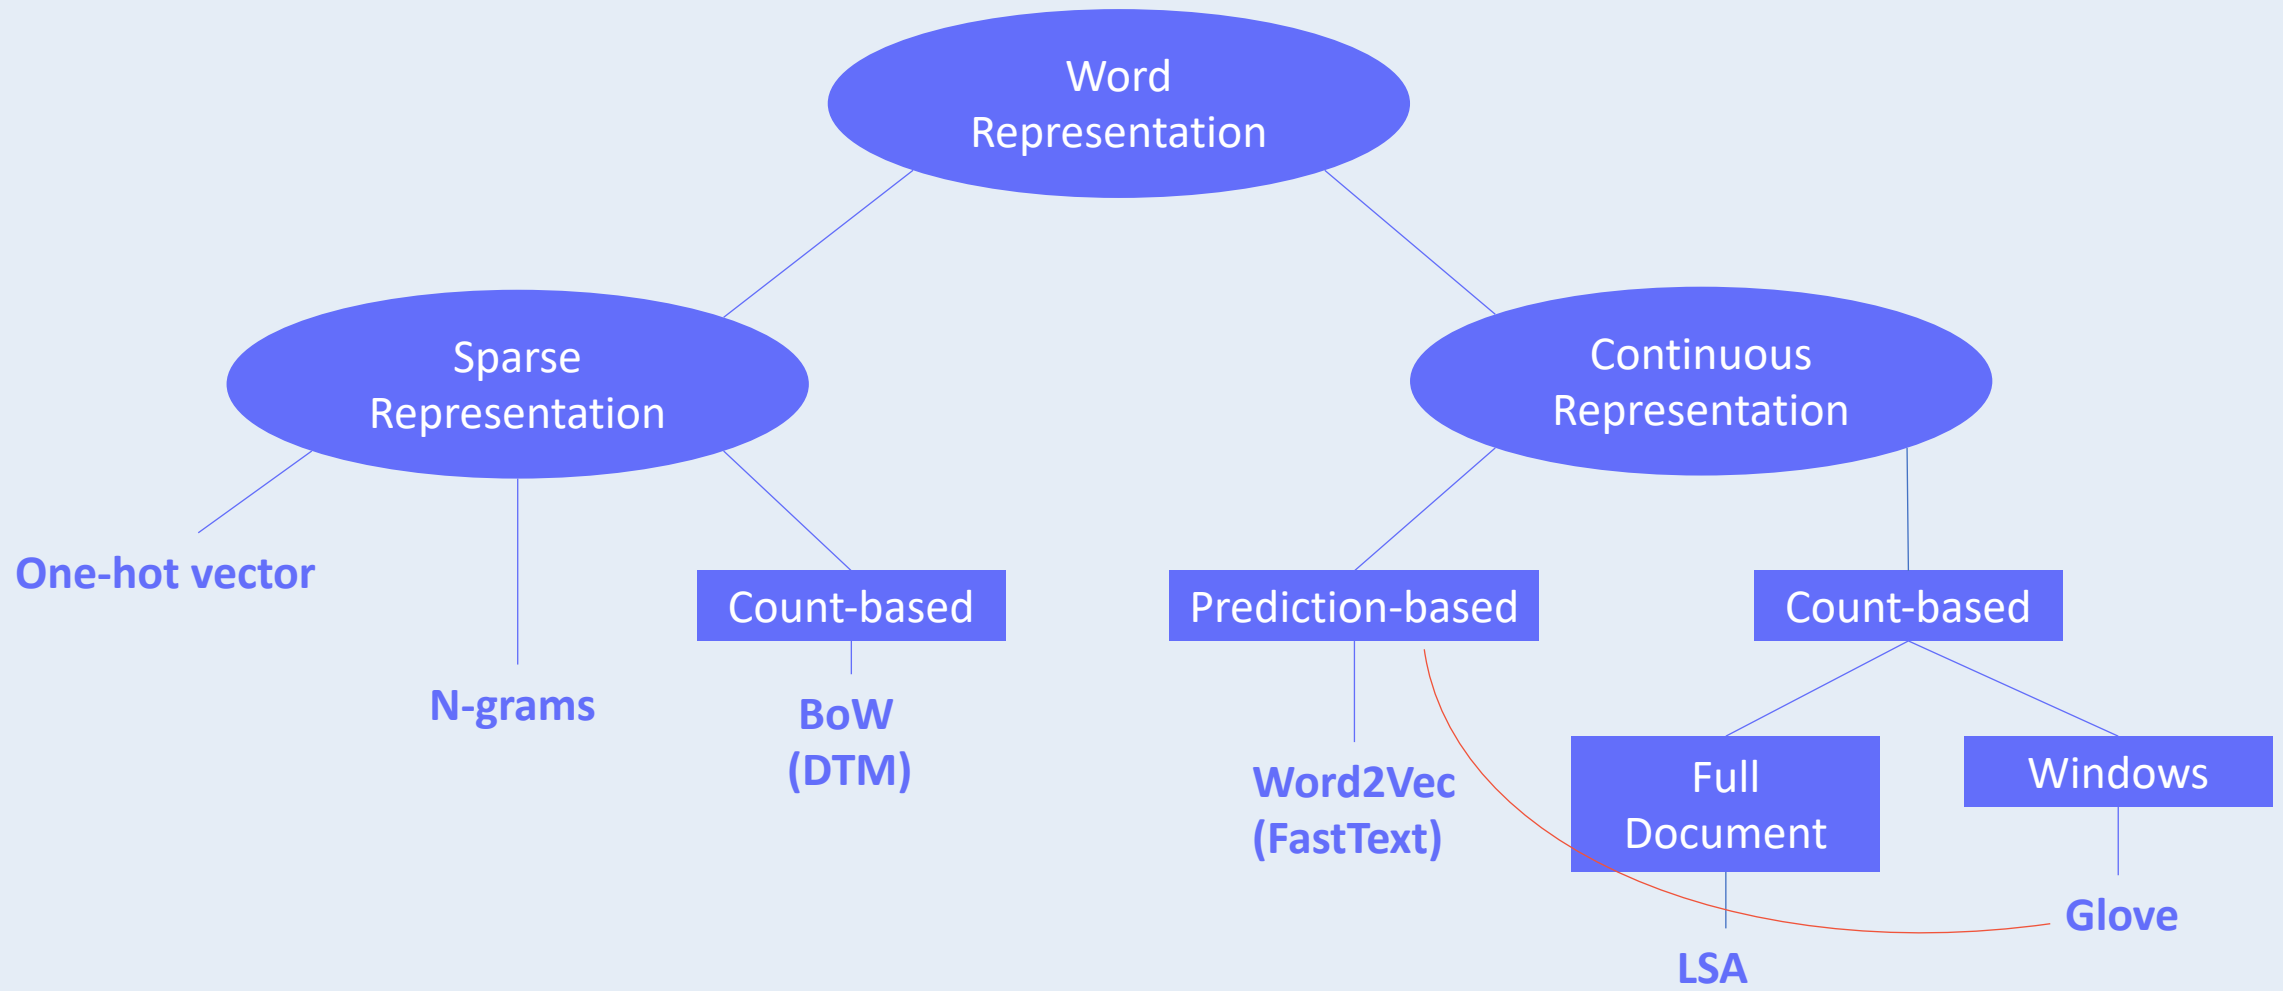 Word
Representation
Sparse
Representation
Continuous
Representation
One-hot vector
N-grams
Count-based
BoW
(DTM)
Prediction-based
Word2Vec
(FastText)
Count-based
Full
Document
LSA
Windows
Glove